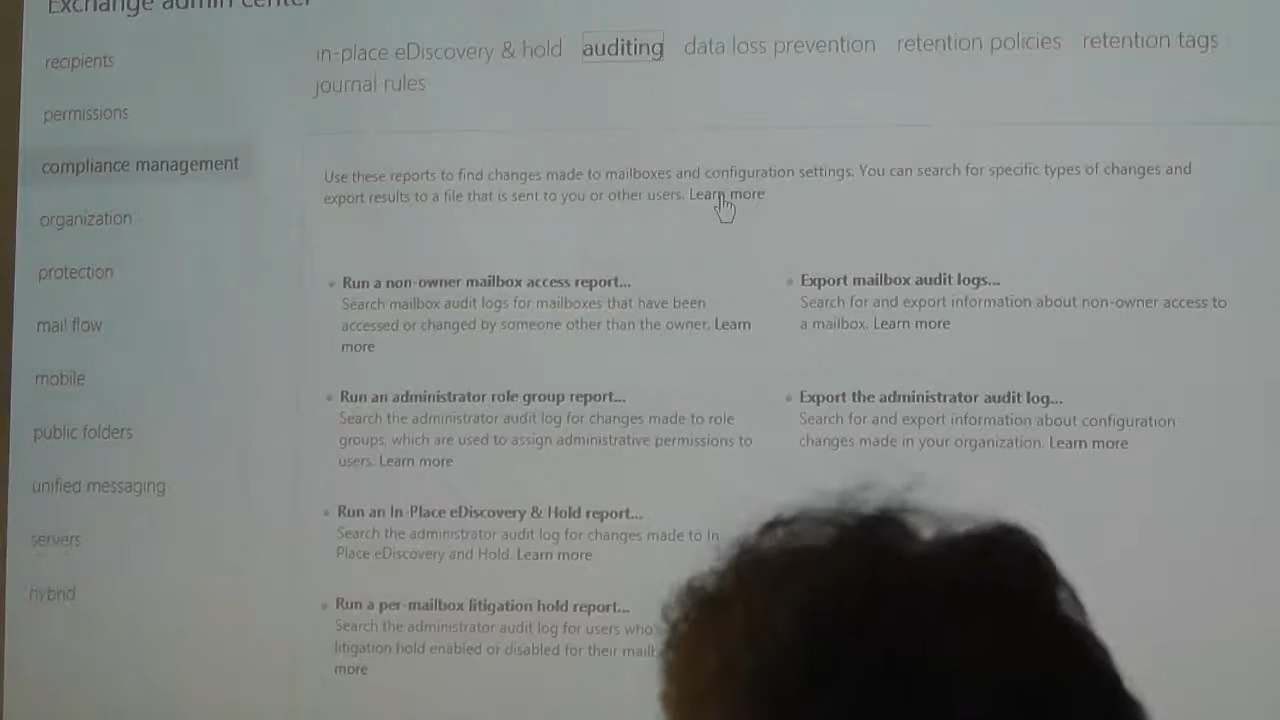 Exchange admin center
recipients
permissions
compliance management
organization
protection
mail flow
mobile
public folders
unified messaging
servers
hybrid
in-place eDiscovery & hold auditing data loss prevention retention policies retention tags
journal rules
Use these reports to find changes made to mailboxes and configuration settings. You can search for specific types of changes and
export results to a file that is sent to you or other users. Learn more
Run a non-owner mailbox access report...
Search mailbox audit logs for mailboxes that have been
accessed or changed by someone other than the owner. Learn
more
Run an administrator role group report...
Search the administrator audit log for changes made to role
groups, which are used to assign administrative permissions to
users. Learn more
Run an In-Place eDiscovery & Hold report...
Search the administrator audit log for changes made to In
Place eDiscovery and Hold. Learn more
Run a per-mailbox litigation hold report...
Search the administrator audit log for users who
litigation hold enabled or disabled for their
more
Export mailbox audit logs...
Search for and export information about non-owner access to
a mailbox. Learn more
Export the administrator audit log...
Search for and export information about configuration
changes made in your organization. Learn more